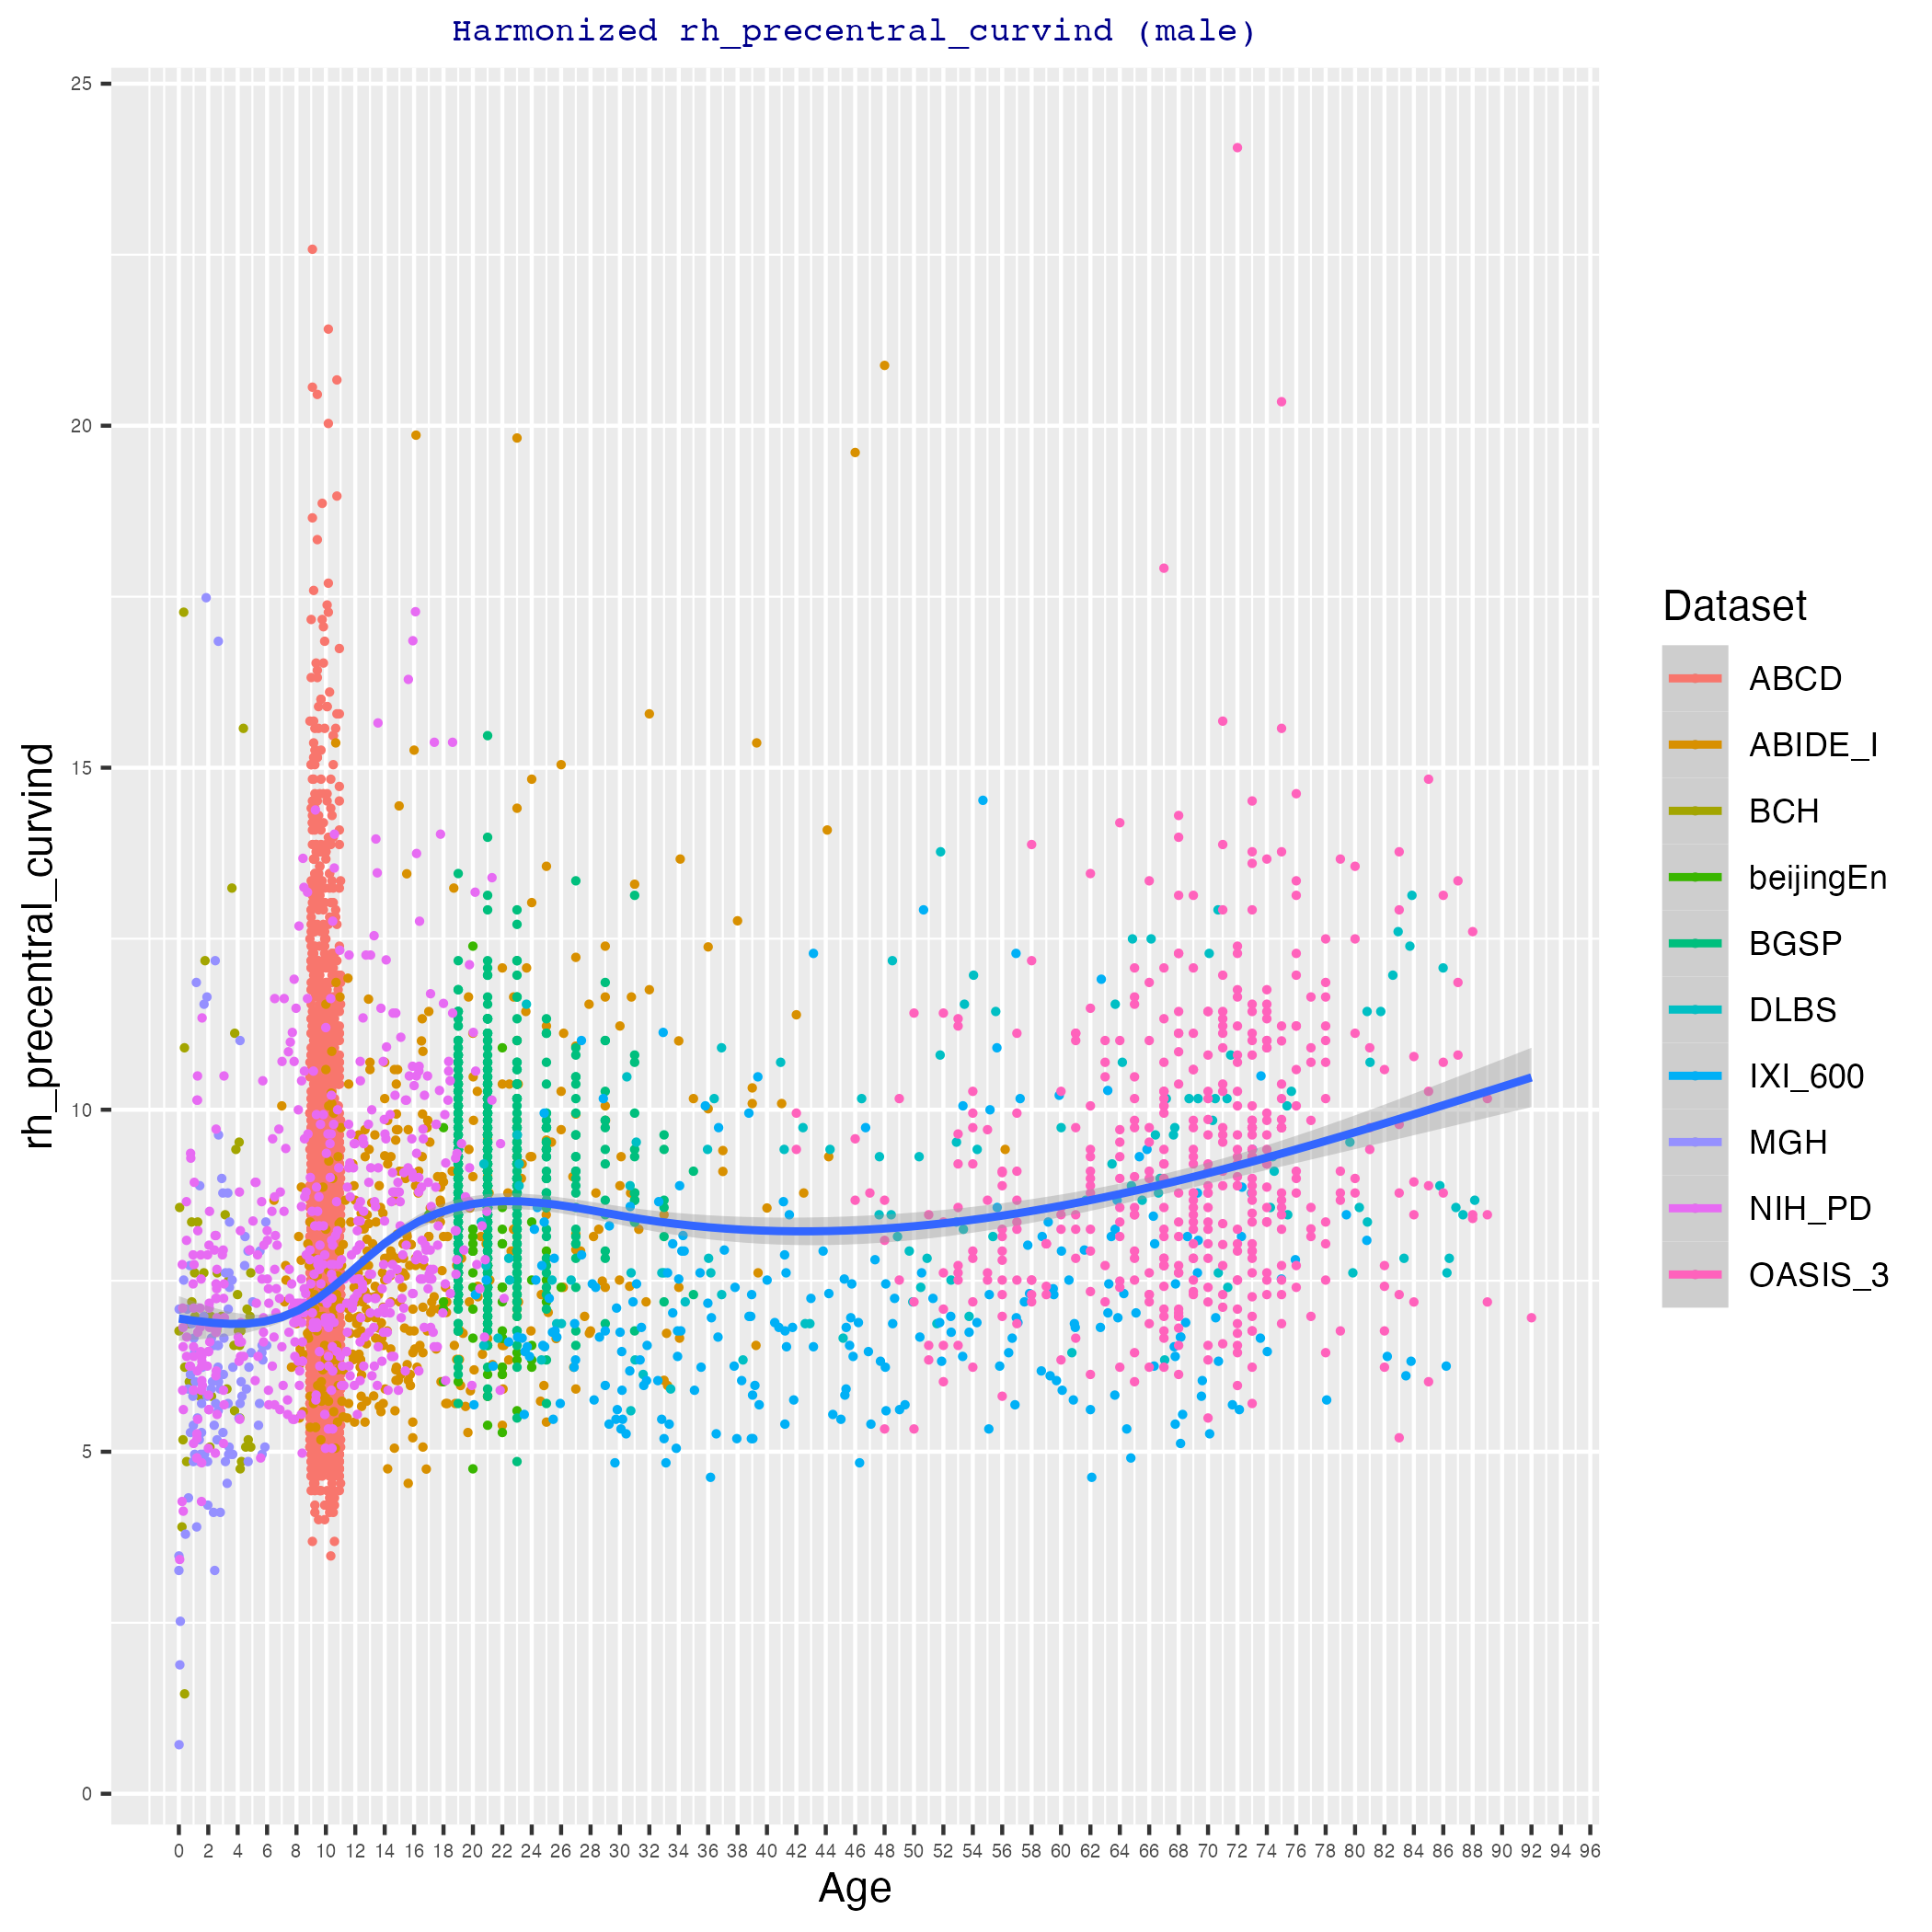 Harmonized rh_precentral_curvind (male)
rh_precentral_curvind
25
20
15
10
5
0
0 2 4 6 8 10 12 14 16 18 20 22 24 26 28 30 32 34 36 38 40 42 44 46 48 50 52 54 56 58 60 62 64 66 68 70 72 74 76 78 80 82 84 86 88 90 92 94 96
Age
Dataset
ABCD
ABIDE_I
BCH
beijingEn
BGSP
DLBS
IXI_600
MGH
NIH_PD
OASIS_3